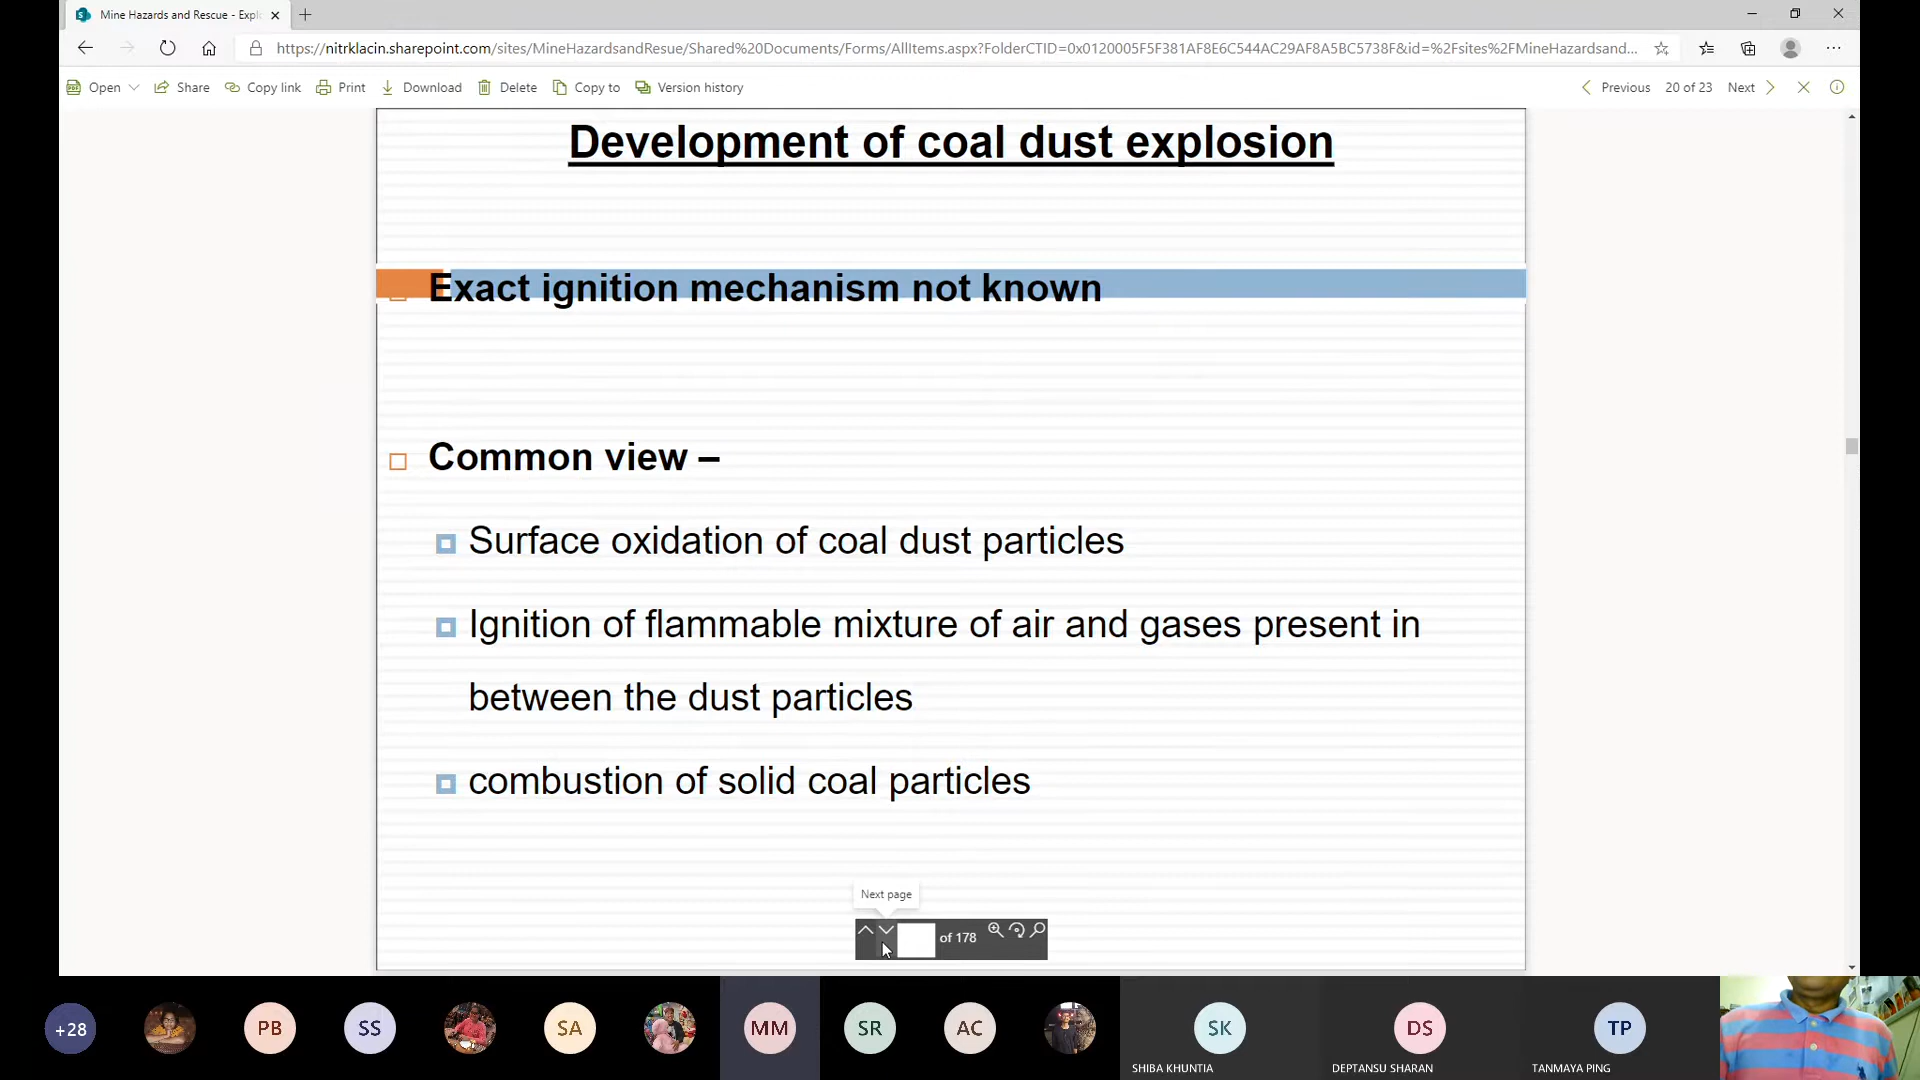 Mine Hazards and Rescue - Expl
https://nitrklacin.sharepoint.com/sites/MineHazardsandResue/Shared%20Documents/Forms/AllItems.aspx?FolderCTID=0x0120005F5F381AF8E6C544AC29AF8A5BC5738F&id=%2Fsites%2FMineHazardsand...
Open Share Copy link Print Download Delete Copy to Version history Previous 20 of 23 Next
Development of coal dust explosion
Exact ignition mechanism not known
Common view –
Surface oxidation of coal dust particles
Ignition of flammable mixture of air and gases present in
between the dust particles
combustion of solid coal particles
Next page
of 178
+28 PB SS SA MM SR AC SK DS TP
SHIBA KHUNTIA DEPTANSU SHARAN TANMAYA PING